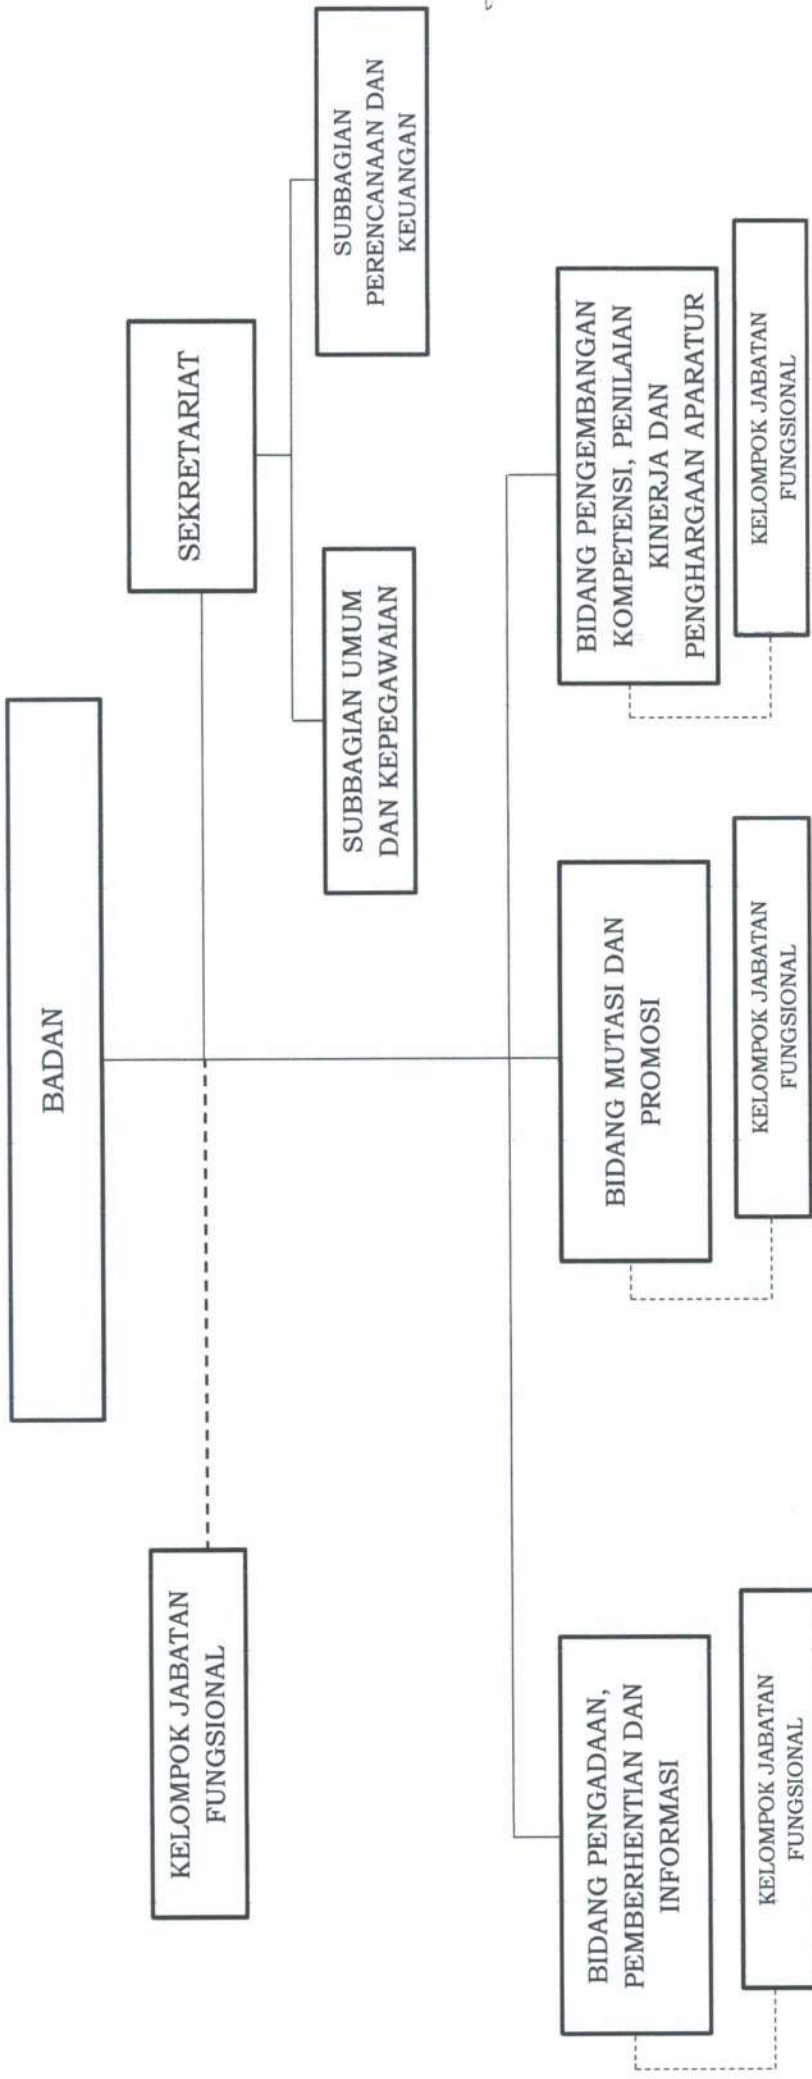 BADAN
KELOMPOK JABATAN
FUNGSIONAL
SEKRETARIAT
SUBBAGIAN UMUM
DAN KEPEGAWAIAN
SUBBAGIAN
PERENCANAAN DAN
KEUANGAN
BIDANG PENGADAAN,
PEMBERHENTIAN DAN
INFORMASI
BIDANG MUTASI DAN
PROMOSI
BIDANG PENGEMBANGAN
KOMPETENSI, PENILAIAN
KINERJA DAN
PENGHARGAAN APARATUR
KELOMPOK JABATAN
FUNGSIONAL
KELOMPOK JABATAN
FUNGSIONAL
KELOMPOK JABATAN
FUNGSIONAL